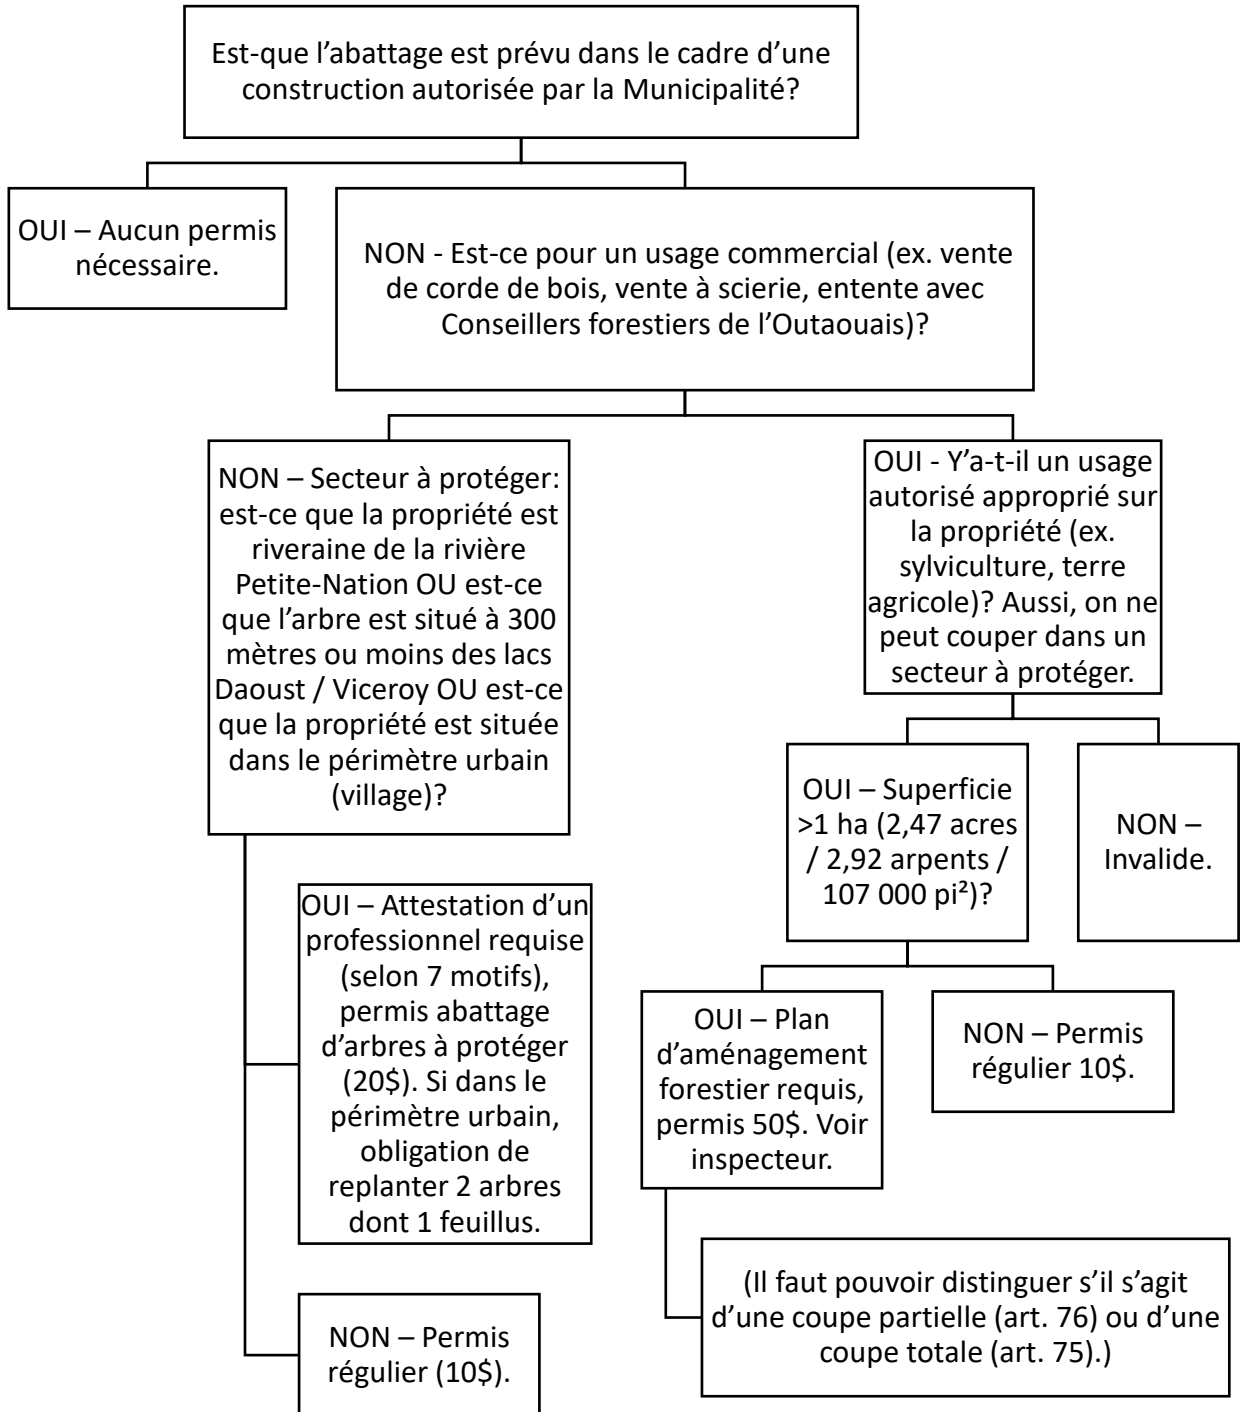 Est-que l’abattage est prévu dans le cadre d’une
construction autorisée par la Municipalité?
OUI – Aucun permis
nécessaire.
NON - Est-ce pour un usage commercial (ex. vente
de corde de bois, vente à scierie, entente avec
Conseillers forestiers de l’Outaouais)?
NON – Secteur à protéger:
est-ce que la propriété est
riveraine de la rivière
Petite-Nation OU est-ce
que l’arbre est situé à 300
mètres ou moins des lacs
Daoust / Viceroy OU est-ce
que la propriété est située
dans le périmètre urbain
(village)?
OUI – Attestation d’un
professionnel requise
(selon 7 motifs),
permis abattage
d’arbres à protéger
(20$). Si dans le
périmètre urbain,
obligation de
replanter 2 arbres
dont 1 feuillus.
NON – Permis
régulier (10$).
OUI - Y’a-t-il un usage
autorisé approprié sur
la propriété (ex.
sylviculture, terre
agricole)? Aussi, on ne
peut couper dans un
secteur à protéger.
OUI – Superficie
>1 ha (2,47 acres
/ 2,92 arpents /
107 000 pi²)?
NON –
Invalide.
OUI – Plan
d’aménagement
forestier requis,
permis 50$. Voir
inspecteur.
NON – Permis
régulier 10$.
(Il faut pouvoir distinguer s’il s’agit
d’une coupe partielle (art. 76) ou d’une
coupe totale (art. 75).)